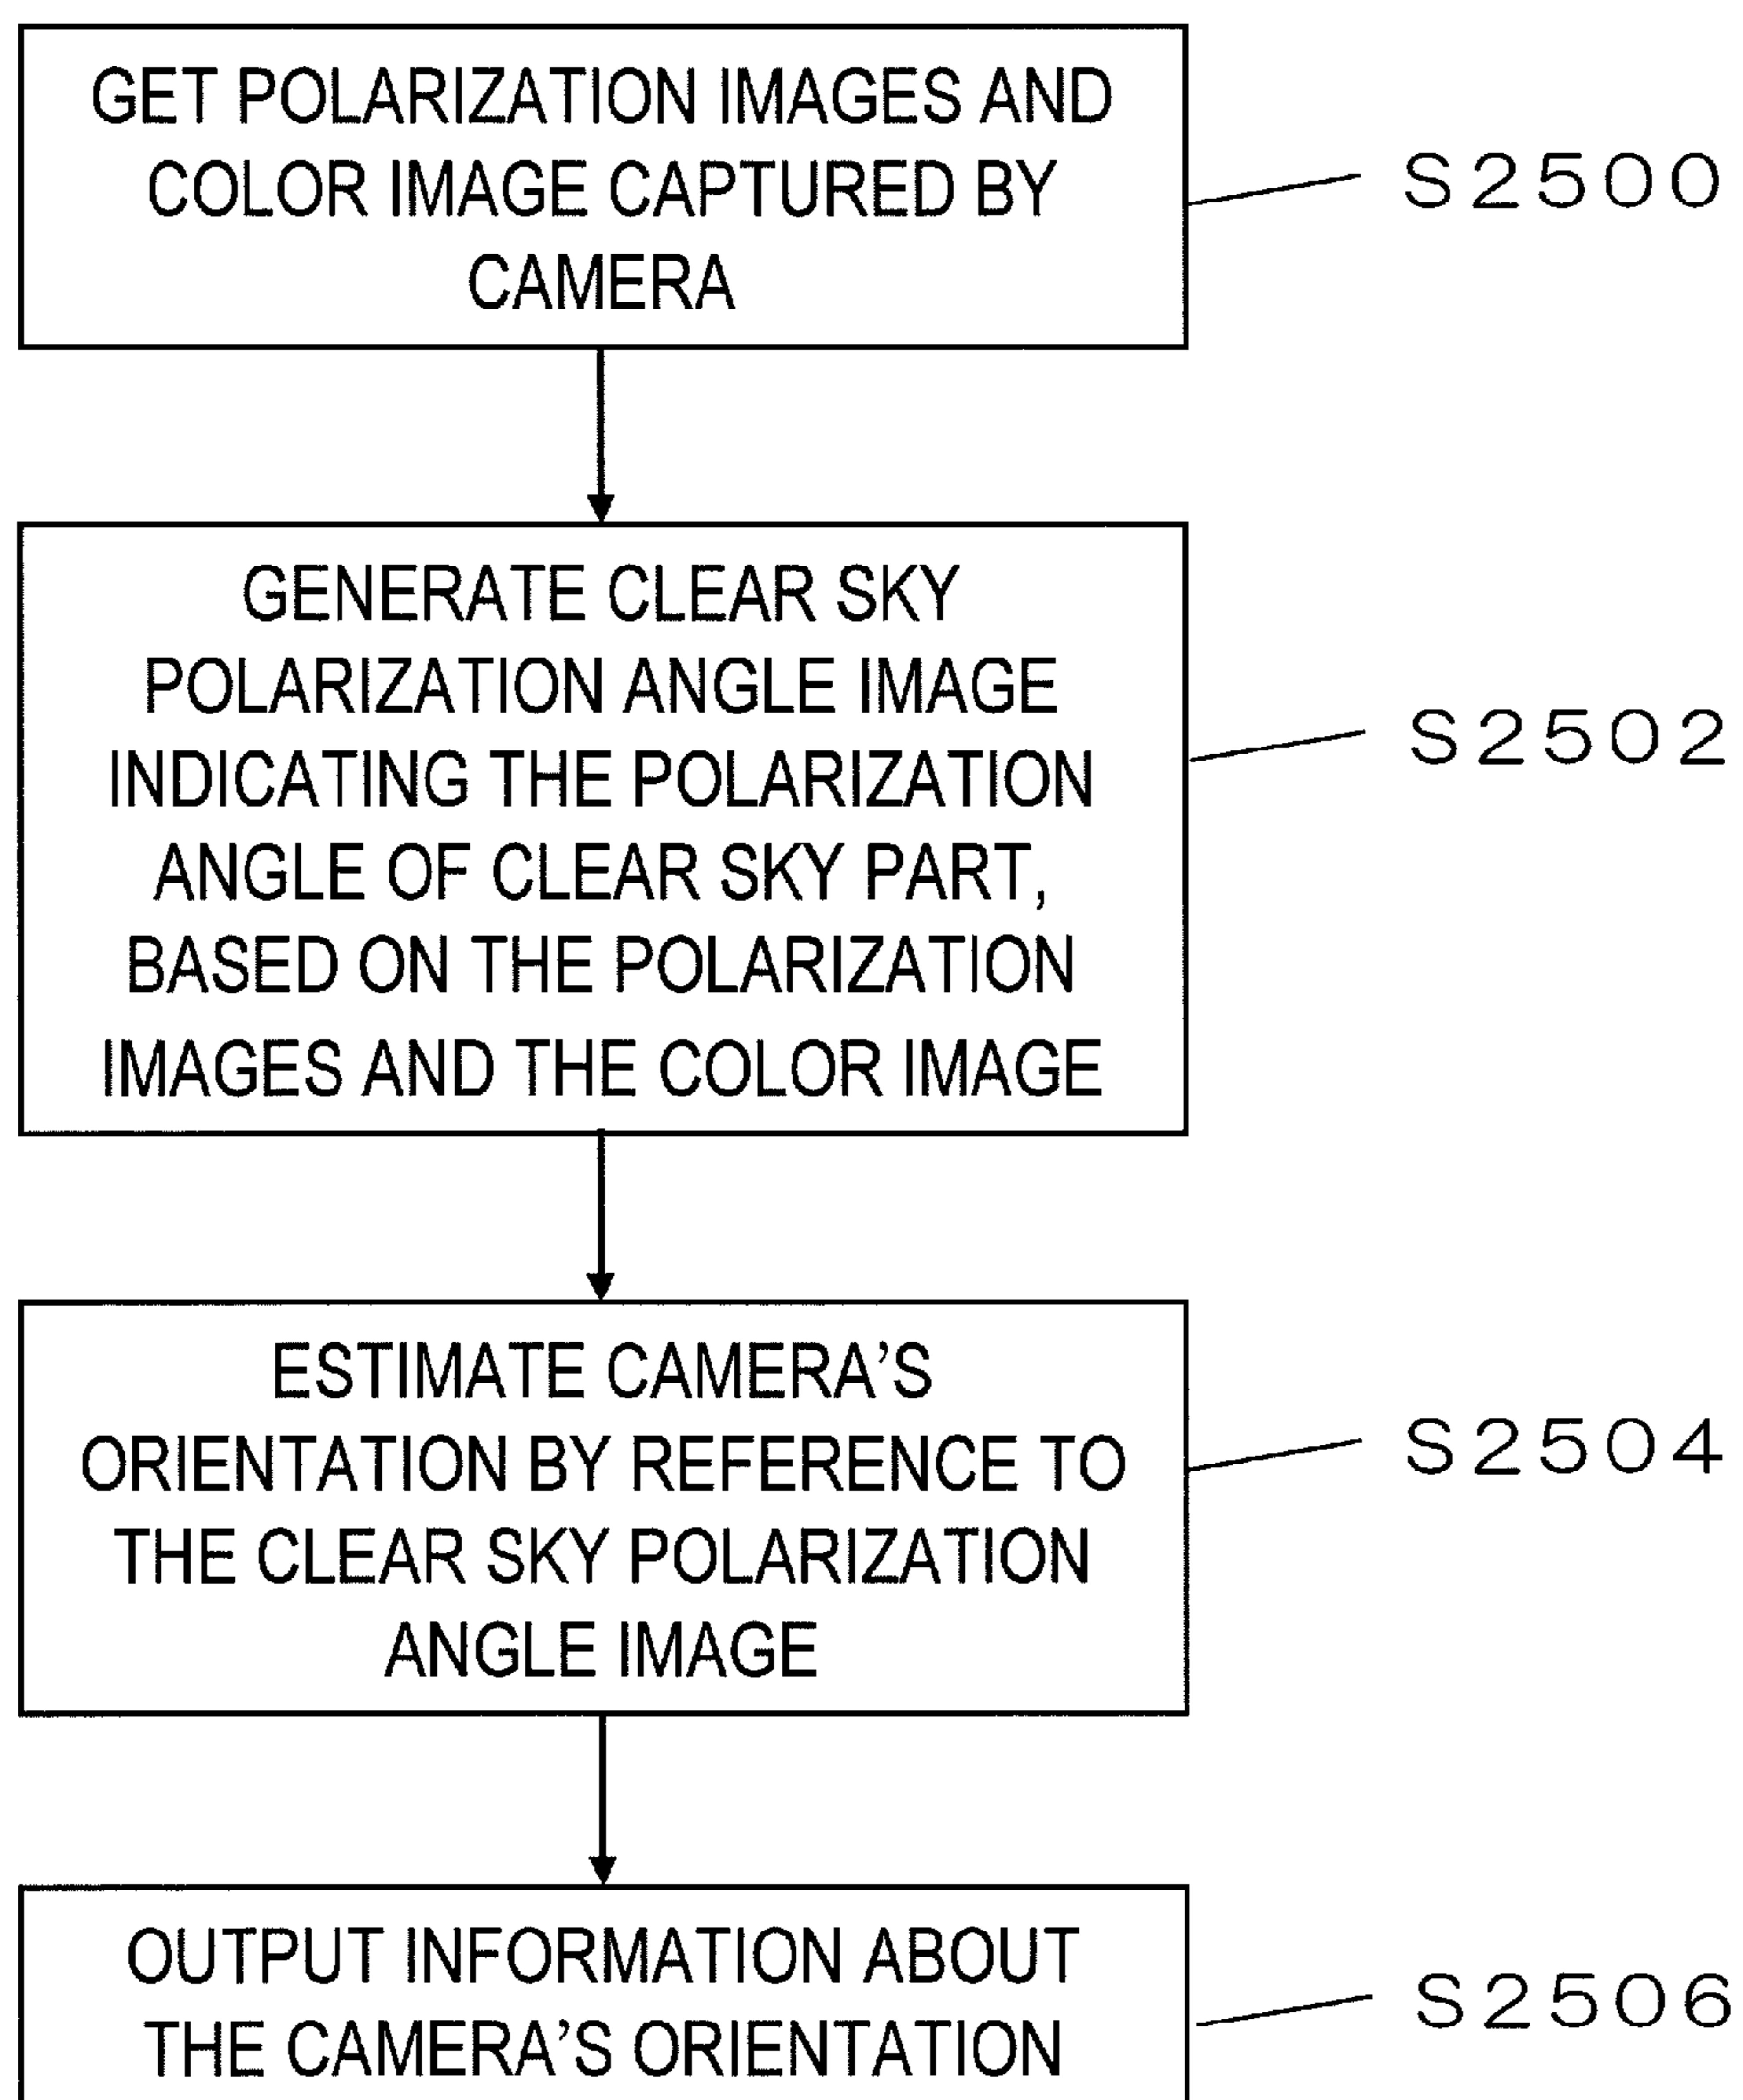 GET POLARIZATION IMAGES AND
COLOR IMAGE CAPTURED BY
CAMERA
S2500
GENERATE CLEAR SKY
POLARIZATION ANGLE IMAGE
INDICATING THE POLARIZATION
ANGLE OF CLEAR SKY PART,
BASED ON THE POLARIZATION
IMAGES AND THE COLOR IMAGE
S2502
ESTIMATE CAMERA'S
ORIENTATION BY REFERENCE TO
THE CLEAR SKY POLARIZATION
ANGLE IMAGE
S2504
OUTPUT INFORMATION ABOUT
THE CAMERA'S ORIENTATION
S2506